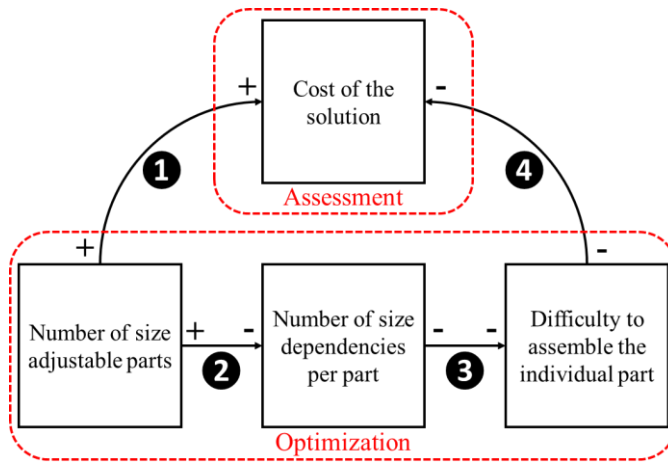 +
Cost of the
solution
-
1
4
Assessment
+
-
Number of size
adjustable parts
+
-
2
Number of size
dependencies
per part
-
-
3
Difficulty to
assemble the
individual part
Optimization